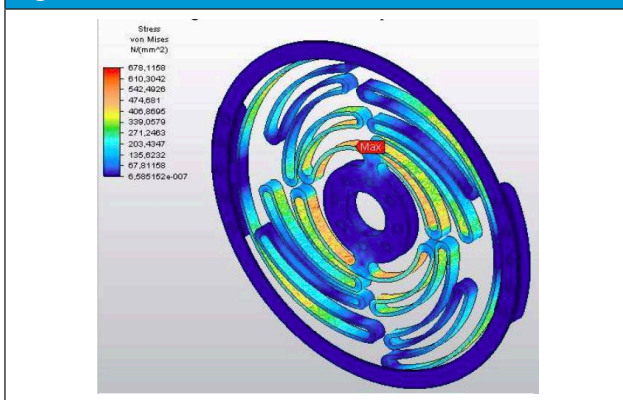 Stress
von Mises
N/(mm^2)
678,1158
610,3042
542,4926
474,681
406,8695
339,0579
271,2463
203,4347
135,6232
67,81158
6,585152e-007
Max